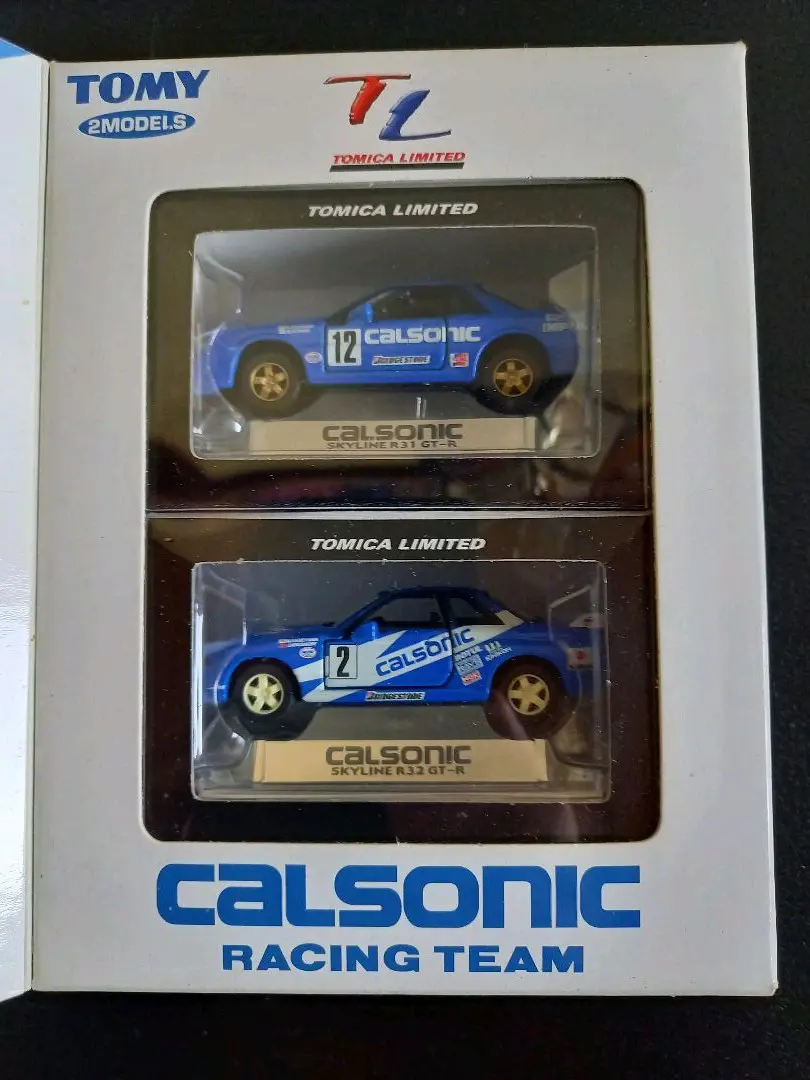 TOMY
2MODELS
TL
TOMICA LIMITED
TOMICA LIMITED
12 CALSONIC
BRIDGESTONE
CALSONIC
SKYLINE R31 GT-R
TOMICA LIMITED
2 CALSONIC
MOTUL
BRIDGESTONE
CALSONIC
SKYLINE R32 GT-R
CALSONIC
RACING TEAM